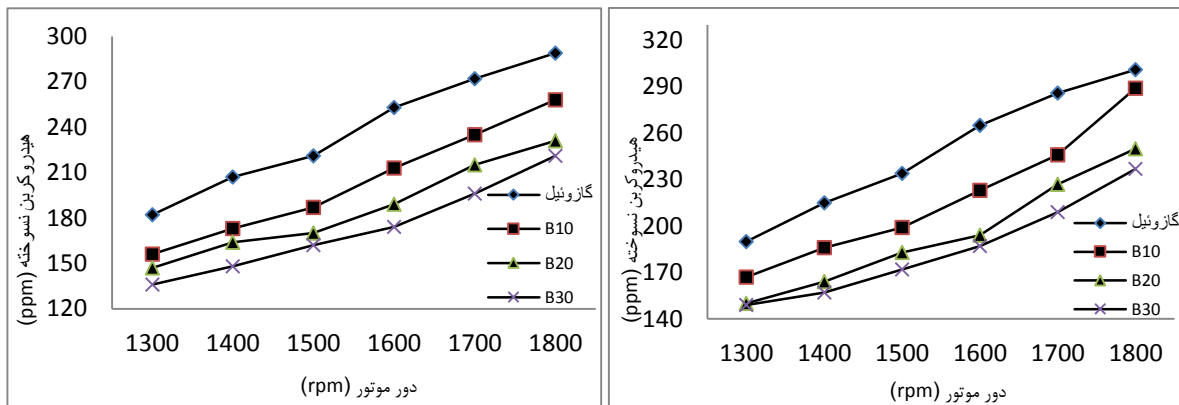 300
270
240
210
180
150
120
هیدروکربن نسوخته (ppm)
گازوئیل
B10
B20
B30
1300 1400 1500 1600 1700 1800
دور موتور (rpm)
320
290
260
230
200
170
140
هیدروکربن نسوخته (ppm)
گازوئیل
B10
B20
B30
1300 1400 1500 1600 1700 1800
دور موتور (rpm)